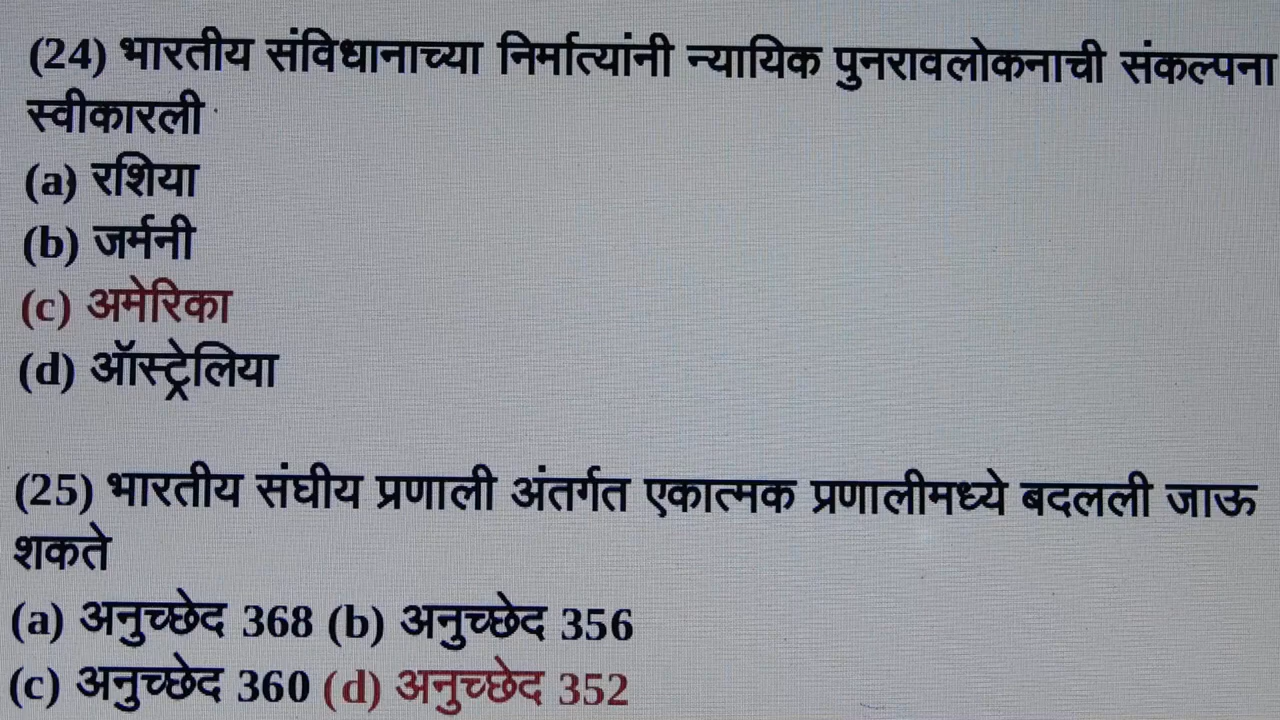 (24) भारतीय संविधानाच्या निर्मात्यांनी न्यायिक पुनरावलोकनाची संकल्पना
स्वीकारली
(a) रशिया
(b) जर्मनी
(c) अमेरिका
(d) ऑस्ट्रेलिया
(25) भारतीय संघीय प्रणाली अंतर्गत एकात्मक प्रणालीमध्ये बदलली जाऊ
शकते
(a) अनुच्छेद 368 (b) अनुच्छेद 356
(c) अनुच्छेद 360 (d) अनुच्छेद 352